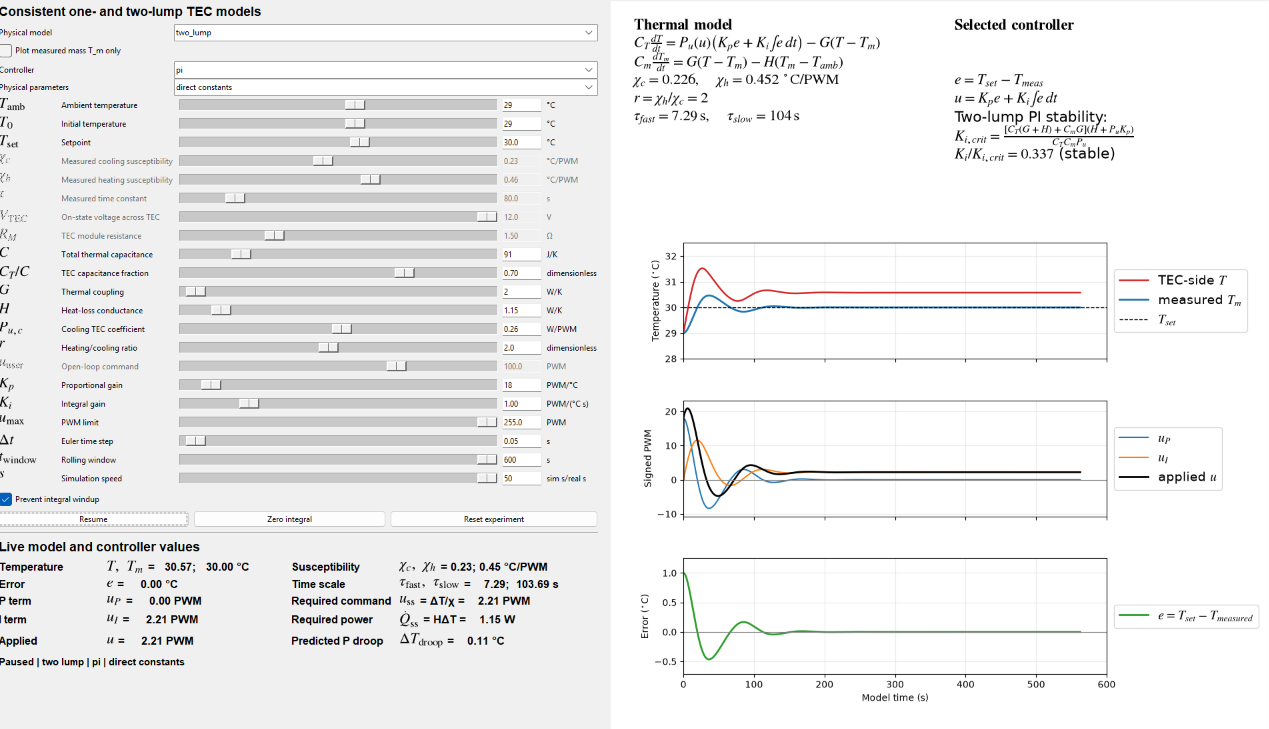 Consistent one- and two-lump TEC models
Physical model two_lump
Plot measured mass T_m only
Controller pi
Physical parameters direct constants
T_amb Ambient temperature 29 °C
T_0 Initial temperature 29 °C
T_set Setpoint 30.0 °C
χ_c Measured cooling susceptibility 0.23 °C/PWM
χ_h Measured heating susceptibility 0.46 °C/PWM
Measured time constant 80.0 s
V_TEC On-state voltage across TEC 12.0 V
R_M TEC module resistance 1.50 Ω
C Total thermal capacitance 91 J/K
C_T/C TEC capacitance fraction 0.70 dimensionless
G Thermal coupling 2 W/K
H Heat-loss conductance 1.15 W/K
P_u,c Cooling TEC coefficient 0.26 W/PWM
r Heating/cooling ratio 2.0 dimensionless
u_user Open-loop command 100.0 PWM
K_p Proportional gain 18 PWM/°C
K_i Integral gain 1.00 PWM/(°C s)
u_max PWM limit 255.0 PWM
Δt Euler time step 0.05 s
t_window Rolling window 600 s
s Simulation speed 50 sim s/real s
Prevent integral windup
Resume Zero integral Reset experiment
Live model and controller values
Temperature T, T_m = 30.57; 30.00 °C Susceptibility χ_c, χ_h = 0.23; 0.45 °C/PWM
Error e = 0.00 °C Time scale τ_fast, τ_slow = 7.29; 103.69 s
P term u_P = 0.00 PWM Required command u_ss = ΔT/χ = 2.21 PWM
I term u_I = 2.21 PWM Required power Q̇_ss = HΔT = 1.15 W
Applied u = 2.21 PWM Predicted P droop ΔT_droop = 0.11 °C
Paused | two lump | pi | direct constants
Thermal model
C_T dT/dt = P_u(u)(K_p e + K_i ∫e dt) − G(T − T_m)
C_m dT_m/dt = G(T − T_m) − H(T_m − T_amb)
χ_c = 0.226, χ_h = 0.452 °C/PWM
r = χ_h/χ_c = 2
τ_fast = 7.29 s, τ_slow = 104 s
Selected controller
e = T_set − T_meas
u = K_p e + K_i ∫e dt
Two-lump PI stability:
K_i,crit = [C_T(G + H) + C_m G](H + P_u K_p) / C_T C_m P_u
K_i/K_i,crit = 0.337 (stable)
Temperature (°C)
32
31
30
29
28
TEC-side T
measured T_m
T_set
Signed PWM
20
10
0
−10
u_P
u_I
applied u
Error (°C)
1.0
0.5
0.0
−0.5
e = T_set − T_measured
0 100 200 300 400 500 600
Model time (s)